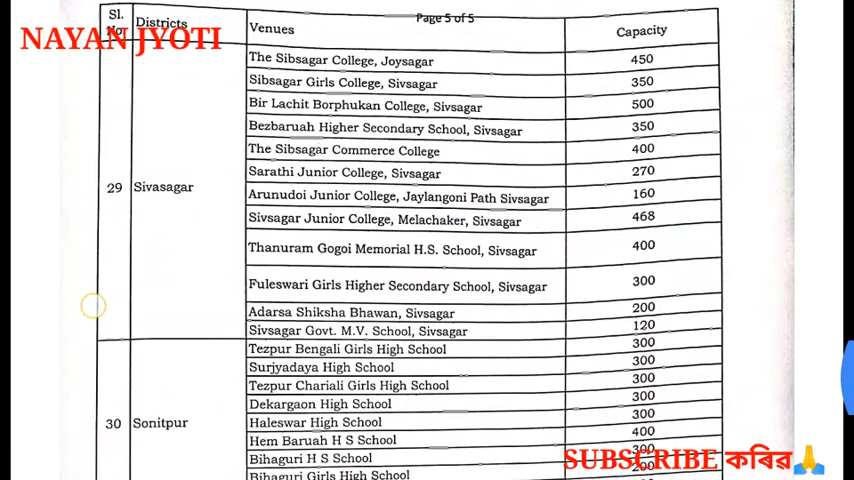 Page 5 of 5
Sl. No Districts Venues Capacity
NAYAN JYOTI
The Sibsagar College, Joysagar 450
Sibsagar Girls College, Sivsagar 350
Bir Lachit Borphukan College, Sivsagar 500
Bezbaruah Higher Secondary School, Sivsagar 350
The Sibsagar Commerce College 400
Sarathi Junior College, Sivsagar 270
29 Sivasagar
Arunudoi Junior College, Jaylangoni Path Sivsagar 160
Sivsagar Junior College, Melachaker, Sivsagar 468
Thanuram Gogoi Memorial H.S. School, Sivsagar 400
Fuleswari Girls Higher Secondary School, Sivsagar 300
Adarsa Shiksha Bhawan, Sivsagar 200
Sivsagar Govt. M.V. School, Sivsagar 120
Tezpur Bengali Girls High School 300
Surjyadaya High School 300
Tezpur Chariali Girls High School 300
Dekargaon High School 300
30 Sonitpur Haleswar High School 300
Hem Baruah H S School 400
Bihaguri H S School 300
Bihaguri Girls High School 200
SUBSCRIBE কৰিৱ